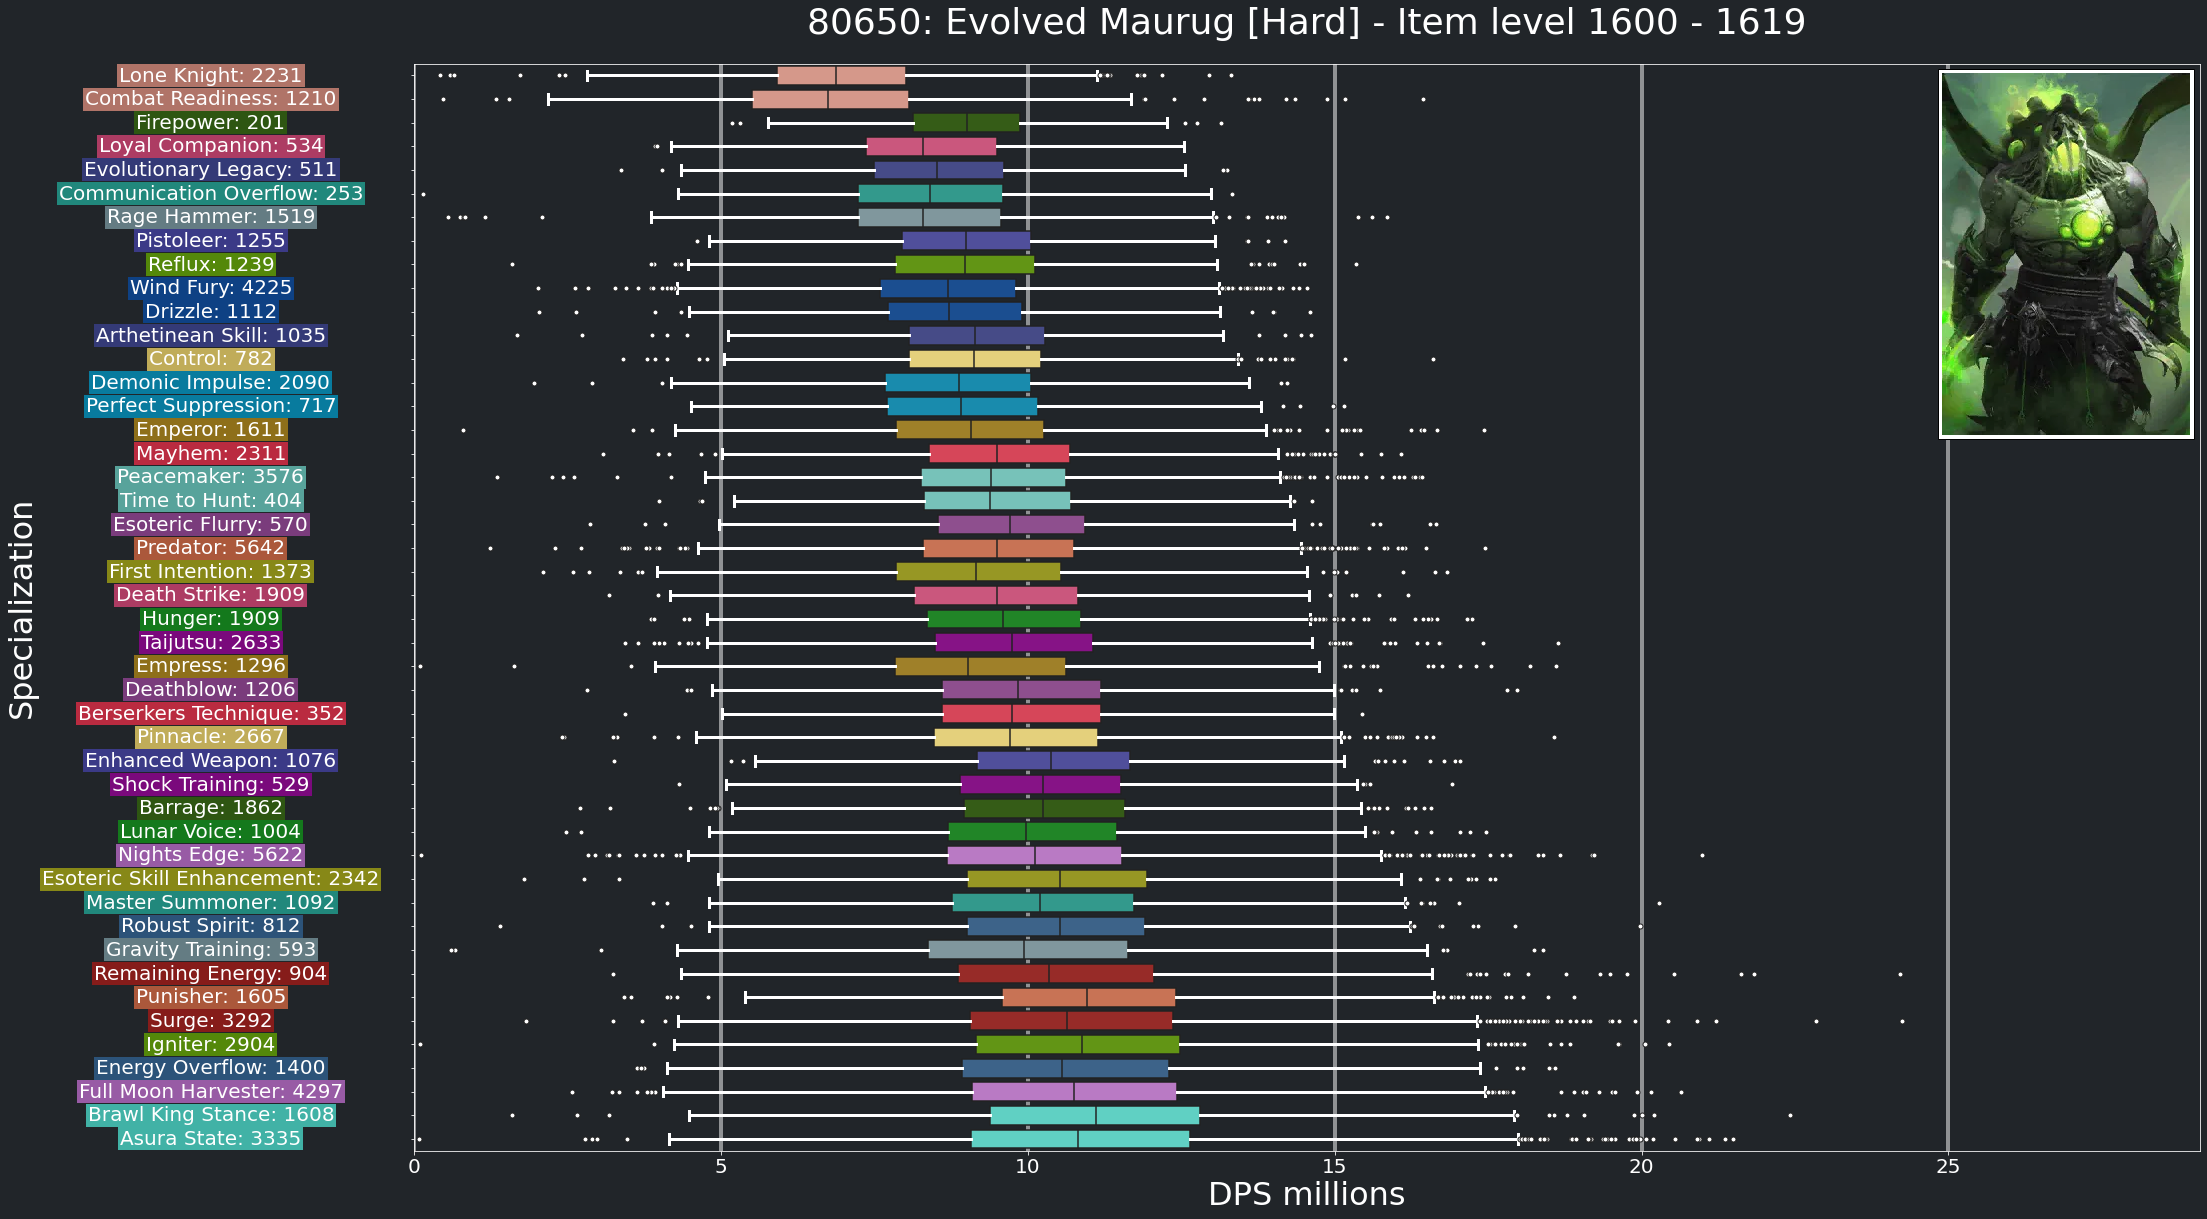 80650: Evolved Maurug [Hard] - Item level 1600 - 1619
Specialization
Lone Knight: 2231
Combat Readiness: 1210
Firepower: 201
Loyal Companion: 534
Evolutionary Legacy: 511
Communication Overflow: 253
Rage Hammer: 1519
Pistoleer: 1255
Reflux: 1239
Wind Fury: 4225
Drizzle: 1112
Arthetinean Skill: 1035
Control: 782
Demonic Impulse: 2090
Perfect Suppression: 717
Emperor: 1611
Mayhem: 2311
Peacemaker: 3576
Time to Hunt: 404
Esoteric Flurry: 570
Predator: 5642
First Intention: 1373
Death Strike: 1909
Hunger: 1909
Taijutsu: 2633
Empress: 1296
Deathblow: 1206
Berserkers Technique: 352
Pinnacle: 2667
Enhanced Weapon: 1076
Shock Training: 529
Barrage: 1862
Lunar Voice: 1004
Nights Edge: 5622
Esoteric Skill Enhancement: 2342
Master Summoner: 1092
Robust Spirit: 812
Gravity Training: 593
Remaining Energy: 904
Punisher: 1605
Surge: 3292
Igniter: 2904
Energy Overflow: 1400
Full Moon Harvester: 4297
Brawl King Stance: 1608
Asura State: 3335
0 5 10 15 20 25
DPS millions